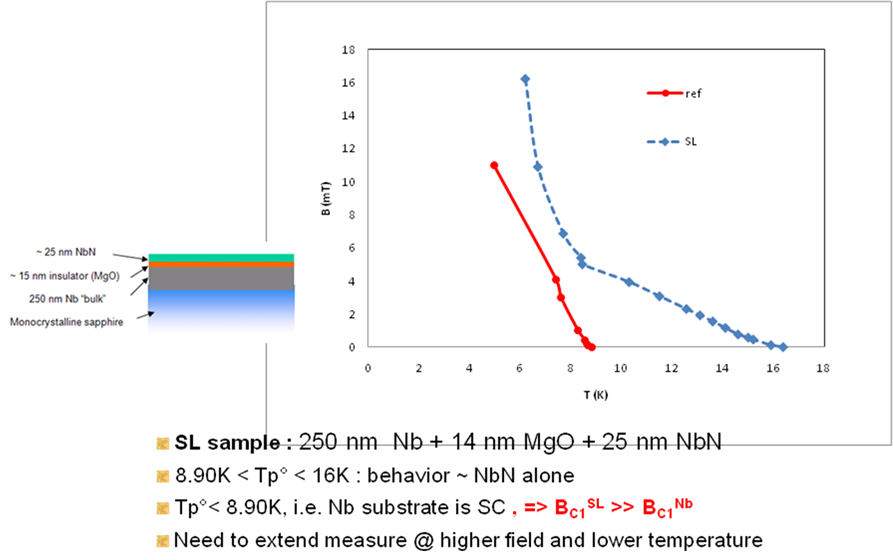 18
16
14
12
10
8
6
4
2
0
B (mT)
ref
SL
0 2 4 6 8 10 12 14 16 18
T (K)
~ 25 nm NbN
~ 15 nm insulator (MgO)
250 nm Nb "bulk"
Monocrystalline sapphire
SL sample : 250 nm Nb + 14 nm MgO + 25 nm NbN
8.90K < Tp° < 16K : behavior ~ NbN alone
Tp°< 8.90K, i.e. Nb substrate is SC , => BC1SL >> BC1Nb
Need to extend measure @ higher field and lower temperature